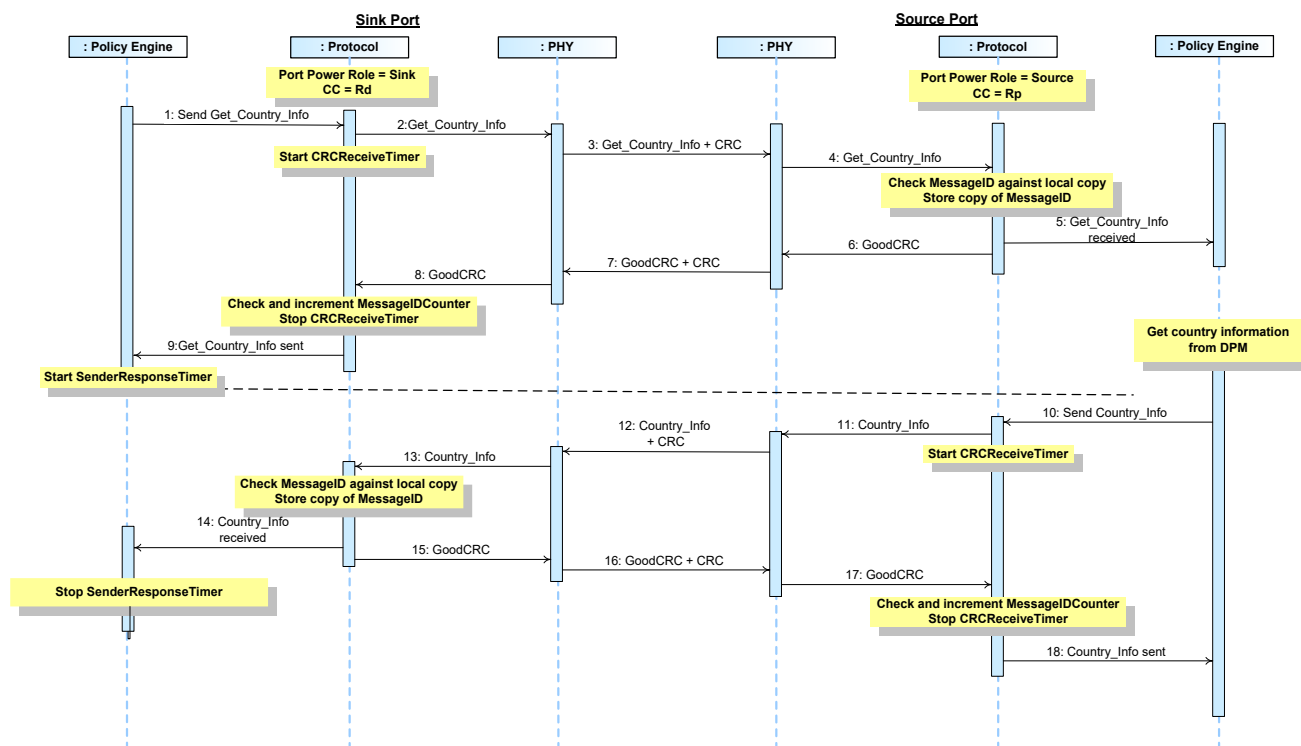 Sink Port
Source Port
: Policy Engine
: Protocol
: PHY
: PHY
: Protocol
: Policy Engine
Port Power Role = Sink
CC = Rd
Port Power Role = Source
CC = Rp
1: Send Get_Country_Info
2:Get_Country_Info
Start CRCReceiveTimer
3: Get_Country_Info + CRC
4: Get_Country_Info
Check MessageID against local copy
Store copy of MessageID
5: Get_Country_Info
received
6: GoodCRC
7: GoodCRC + CRC
8: GoodCRC
Check and increment MessageIDCounter
Stop CRCReceiveTimer
9:Get_Country_Info sent
Start SenderResponseTimer
Get country information
from DPM
10: Send Country_Info
11: Country_Info
Start CRCReceiveTimer
12: Country_Info
+ CRC
13: Country_Info
Check MessageID against local copy
Store copy of MessageID
14: Country_Info
received
15: GoodCRC
16: GoodCRC + CRC
17: GoodCRC
Stop SenderResponseTimer
Check and increment MessageIDCounter
Stop CRCReceiveTimer
18: Country_Info sent